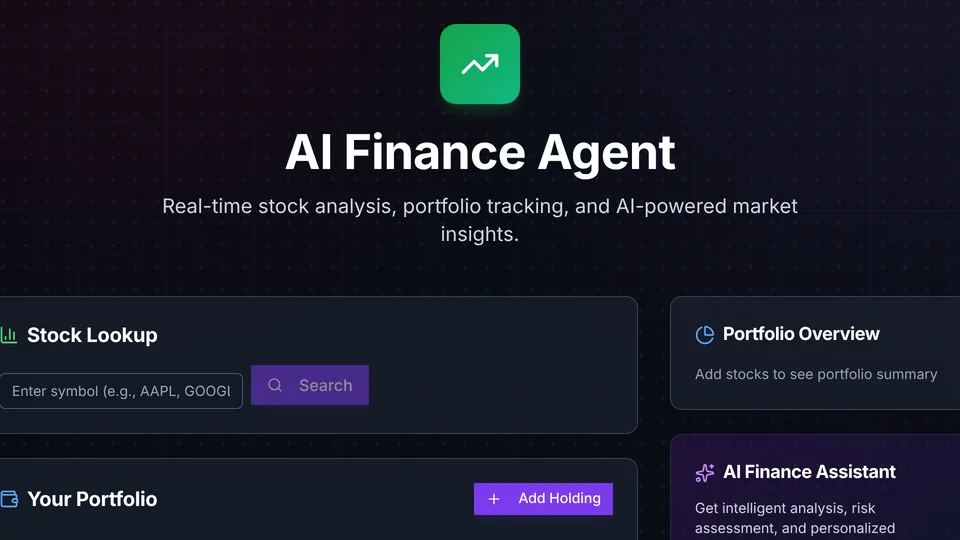 AI Finance Agent
Real-time stock analysis, portfolio tracking, and AI-powered market
insights.
Stock Lookup
Enter symbol (e.g., AAPL, GOOGL
Search
Your Portfolio
Add Holding
Portfolio Overview
Add stocks to see portfolio summary
AI Finance Assistant
Get intelligent analysis, risk
assessment, and personalized